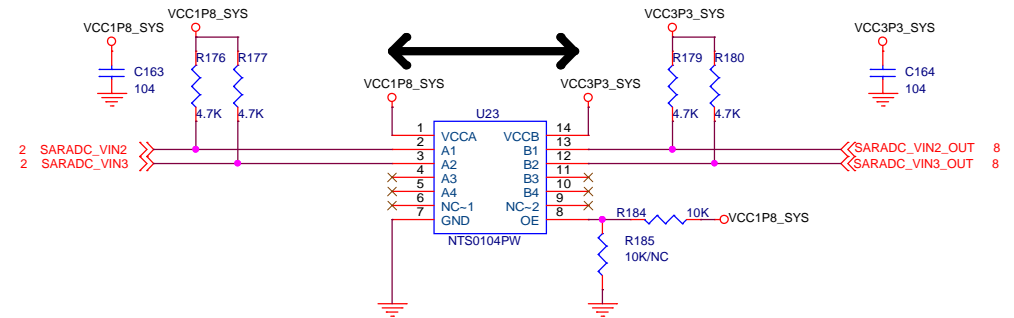 VCC1P8_SYS
VCC1P8_SYS
VCC3P3_SYS
VCC3P3_SYS
R176
R177
R179
R180
C163
104
C164
104
VCC1P8_SYS
VCC3P3_SYS
4.7K
4.7K
4.7K
4.7K
U23
1
VCCA
VCCB
14
2
A1
B1
13
3
A2
B2
12
4
A3
B3
11
5
A4
B4
10
6
NC~1
NC~2
9
7
GND
OE
8
NTS0104PW
2 SARADC_VIN2
2 SARADC_VIN3
SARADC_VIN2_OUT 8
SARADC_VIN3_OUT 8
R184
10K
VCC1P8_SYS
R185
10K/NC